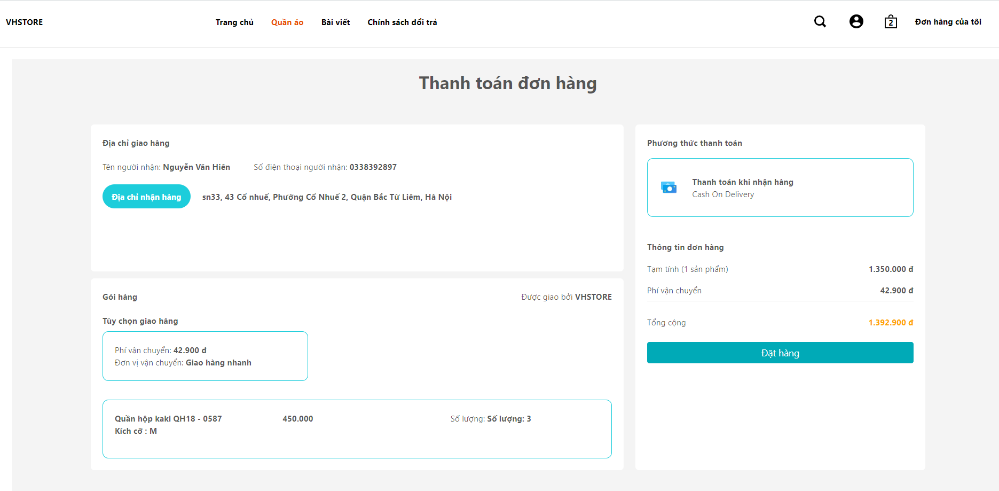 VHSTORE
Trang chủ
Quần áo
Bài viết
Chính sách đổi trả
2
Đơn hàng của tôi
Thanh toán đơn hàng
Địa chỉ giao hàng
Tên người nhận: Nguyễn Văn Hiên
Số điện thoại người nhận: 0338392897
Địa chỉ nhận hàng
sn33, 43 Cổ nhuế, Phường Cổ Nhuế 2, Quận Bắc Từ Liêm, Hà Nội
Gói hàng
Được giao bởi VHSTORE
Tùy chọn giao hàng
Phí vận chuyển: 42.900 đ
Đơn vị vận chuyển: Giao hàng nhanh
Quần hộp kaki QH18 - 0587
450.000
Số lượng: Số lượng: 3
Kích cỡ : M
Phương thức thanh toán
Thanh toán khi nhận hàng
Cash On Delivery
Thông tin đơn hàng
Tạm tính (1 sản phẩm)
1.350.000 đ
Phí vận chuyển
42.900 đ
Tổng cộng
1.392.900 đ
Đặt hàng